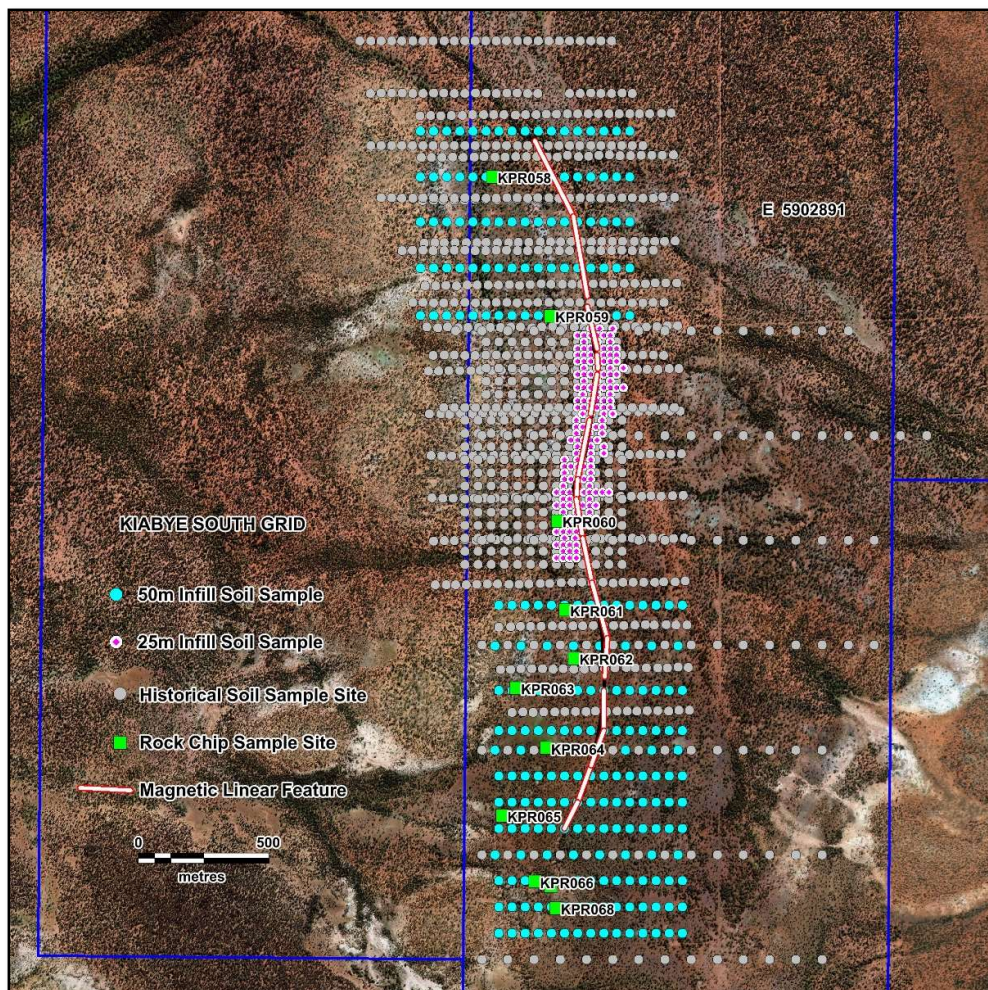 KPR058
E 5902891
KPR059
KPR060
KIABYE SOUTH GRID
50m Infill Soil Sample
25m Infill Soil Sample
Historical Soil Sample Site
Rock Chip Sample Site
Magnetic Linear Feature
0 500
metres
KPR061
KPR062
KPR063
KPR064
KPR065
KPR066
KPR068